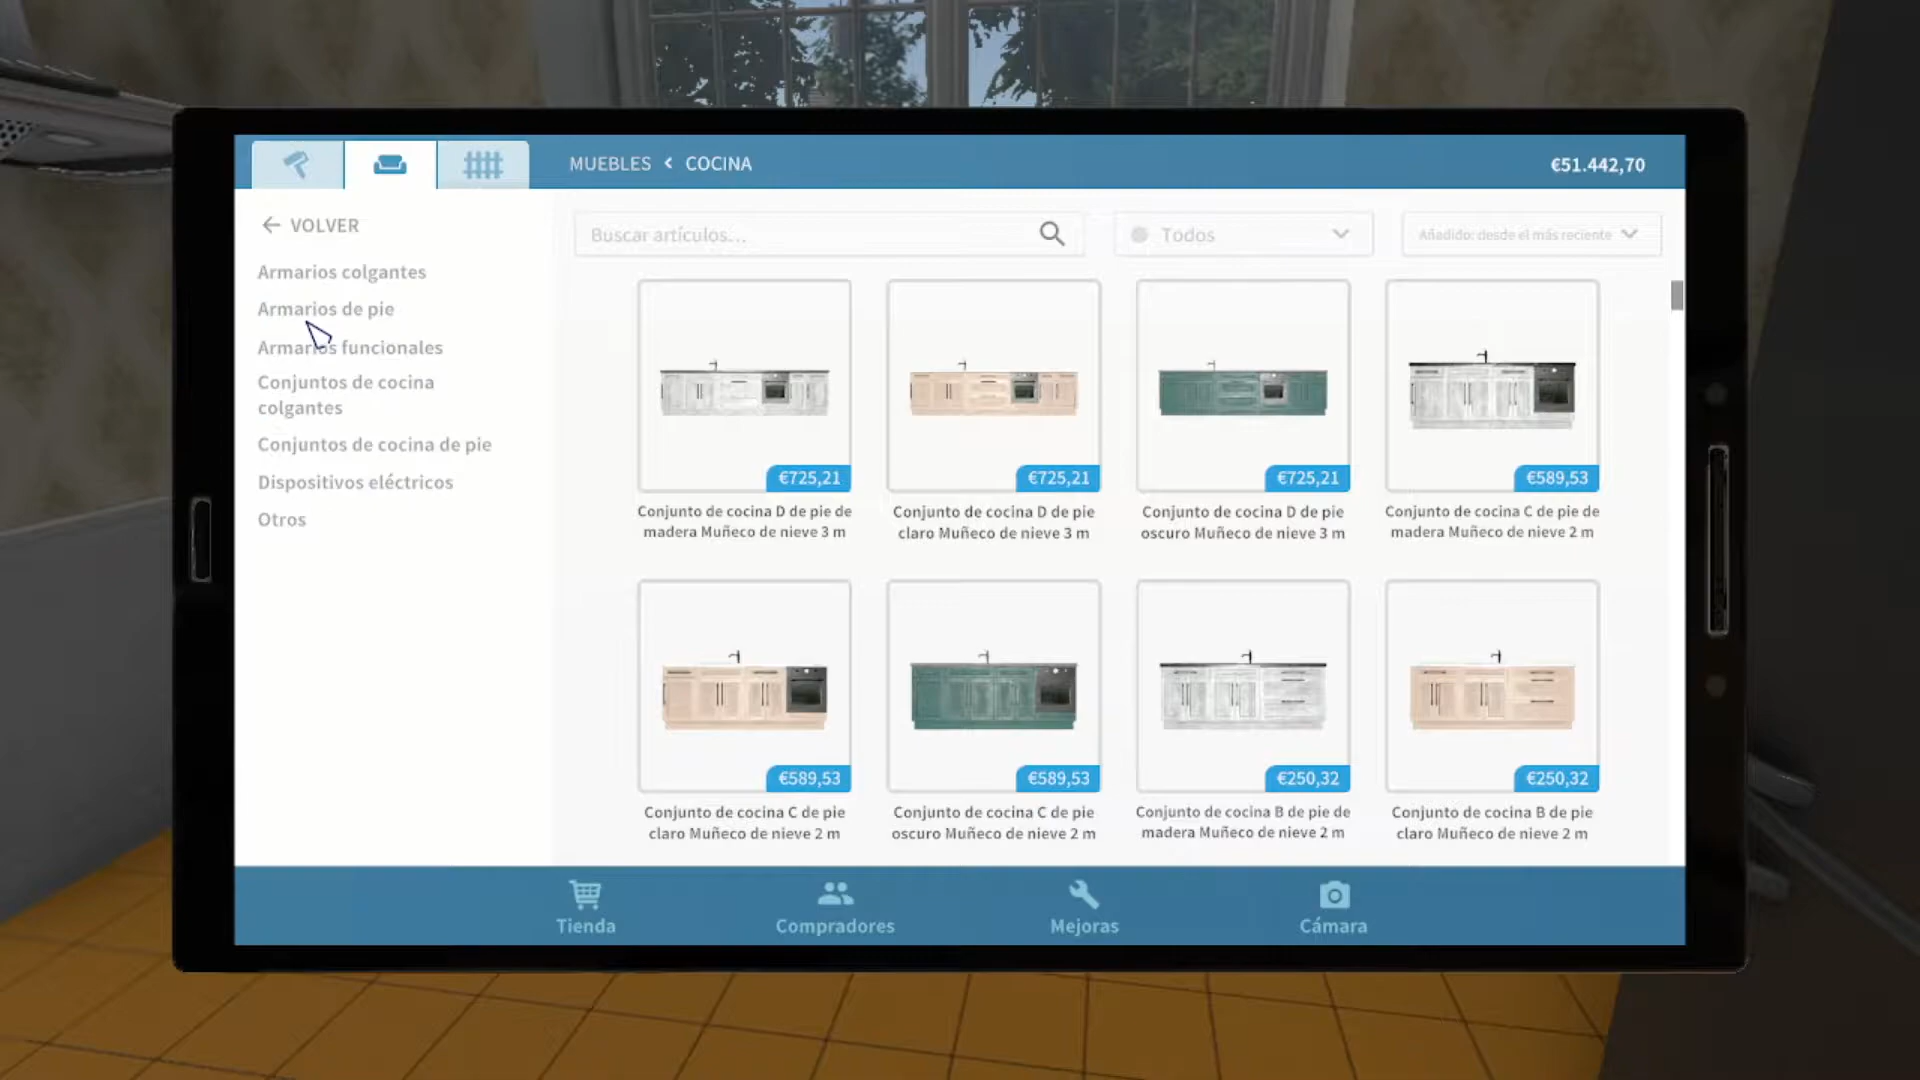 MUEBLES < COCINA
€51.442,70
VOLVER
Armarios colgantes
Armarios de pie
Armarios funcionales
Conjuntos de cocina
colgantes
Conjuntos de cocina de pie
Dispositivos eléctricos
Otros
Buscar artículos...
Todos
Añadido: desde el más reciente
€725,21
€725,21
€725,21
€589,53
Conjunto de cocina D de pie de
madera Muñeco de nieve 3 m
Conjunto de cocina D de pie
claro Muñeco de nieve 3 m
Conjunto de cocina D de pie
oscuro Muñeco de nieve 3 m
Conjunto de cocina C de pie de
madera Muñeco de nieve 2 m
€589,53
€589,53
€250,32
€250,32
Conjunto de cocina C de pie
claro Muñeco de nieve 2 m
Conjunto de cocina C de pie
oscuro Muñeco de nieve 2 m
Conjunto de cocina B de pie de
madera Muñeco de nieve 2 m
Conjunto de cocina B de pie
claro Muñeco de nieve 2 m
Tienda
Compradores
Mejoras
Cámara